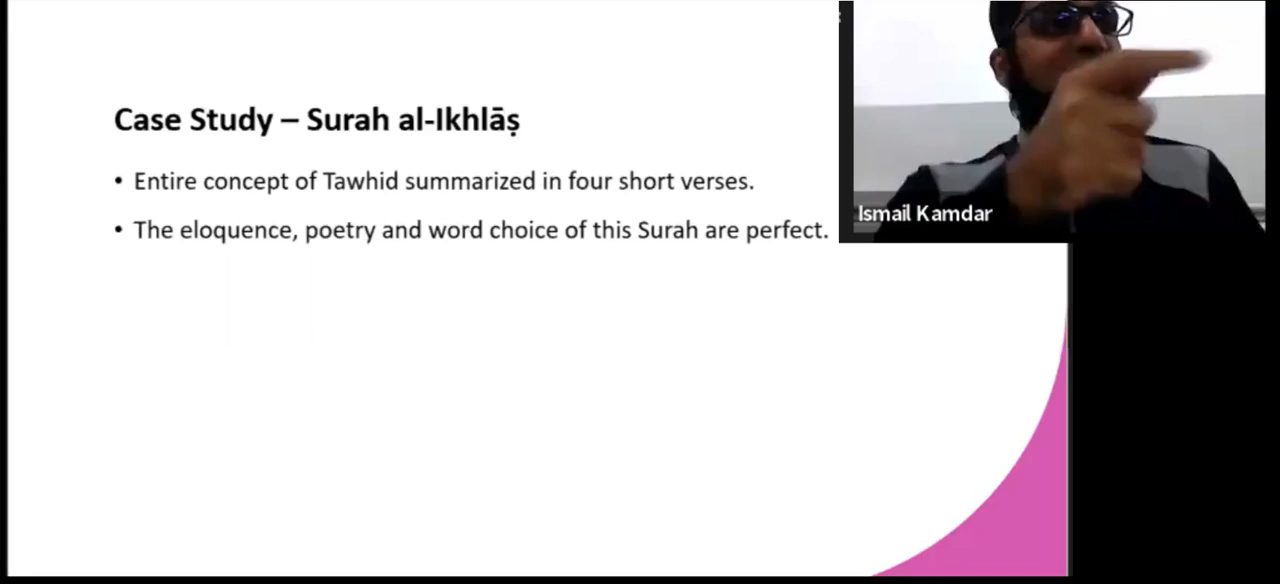 Case Study – Surah al-Ikhlāṣ
• Entire concept of Tawhid summarized in four short verses.
• The eloquence, poetry and word choice of this Surah are perfect.
Ismail Kamdar